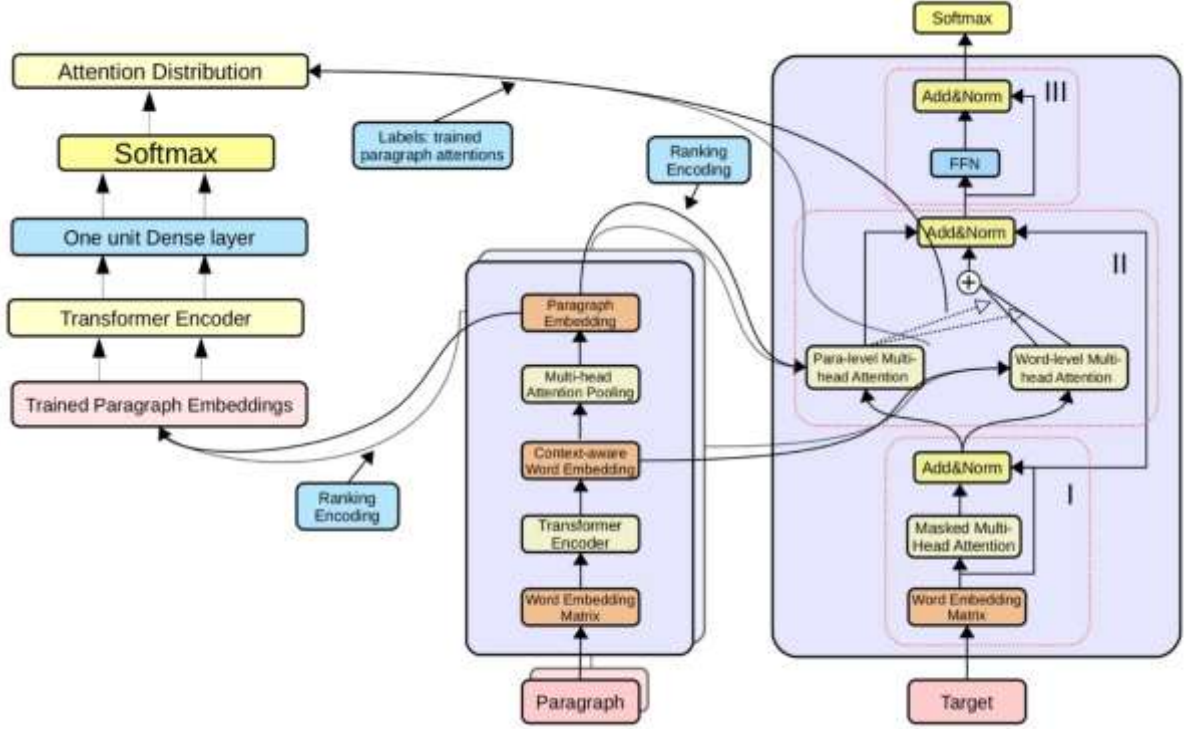 Attention Distribution
Softmax
One unit Dense layer
Transformer Encoder
Trained Paragraph Embeddings
Labels: trained
paragraph attentions
Ranking
Encoding
Ranking
Encoding
Paragraph
Embedding
Multi-head
Attention Pooling
Context-aware
Word Embedding
Transformer
Encoder
Word Embedding
Matrix
Paragraph
Softmax
Add&Norm
III
FFN
Add&Norm
II
Para-level Multi-
head Attention
Word-level Multi-
head Attention
Add&Norm
I
Masked Multi-
Head Attention
Word Embedding
Matrix
Target